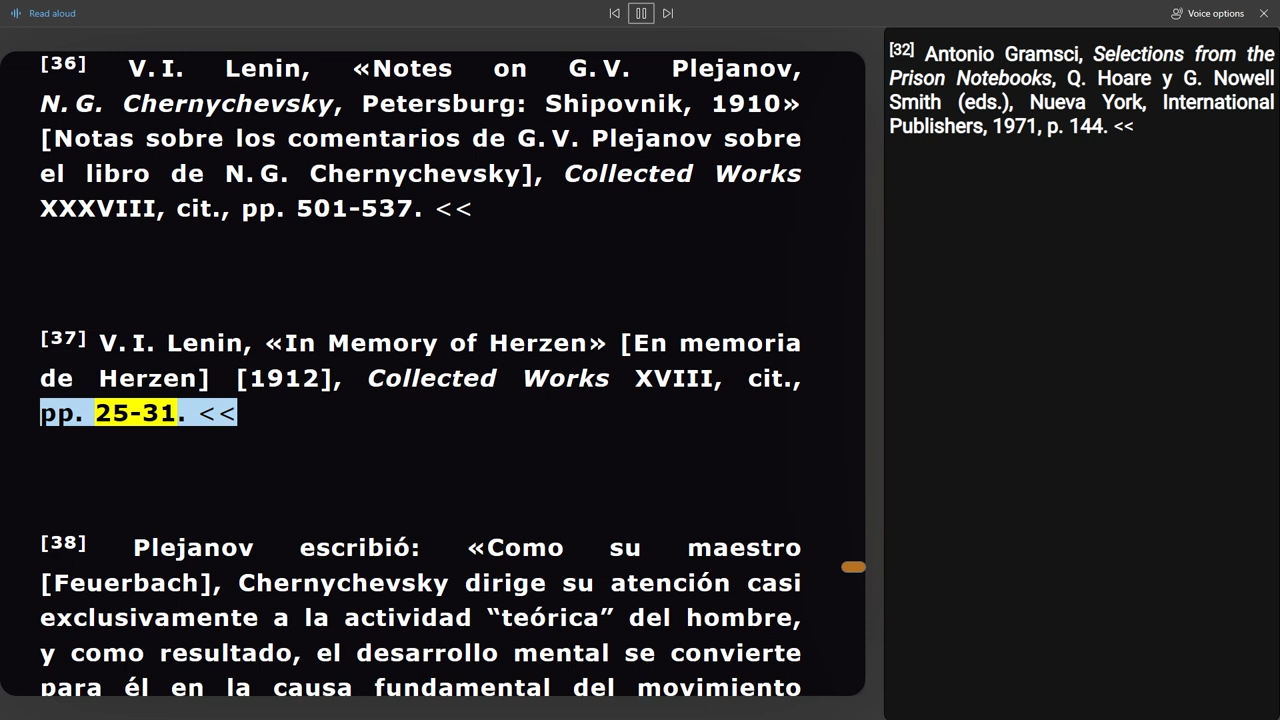 Read aloud
Voice options
[36] V. I. Lenin, «Notes on G. V. Plejanov,
N. G. Chernychevsky, Petersburg: Shipovnik, 1910»
[Notas sobre los comentarios de G. V. Plejanov sobre
el libro de N. G. Chernychevsky], Collected Works
XXXVIII, cit., pp. 501-537. <<
[37] V. I. Lenin, «In Memory of Herzen» [En memoria
de Herzen] [1912], Collected Works XVIII, cit.,
pp. 25-31. <<
[38] Plejanov escribió: «Como su maestro
[Feuerbach], Chernychevsky dirige su atención casi
exclusivamente a la actividad “teórica” del hombre,
y como resultado, el desarrollo mental se convierte
para él en la causa fundamental del movimiento
[32] Antonio Gramsci, Selections from the
Prison Notebooks, Q. Hoare y G. Nowell
Smith (eds.), Nueva York, International
Publishers, 1971, p. 144. <<